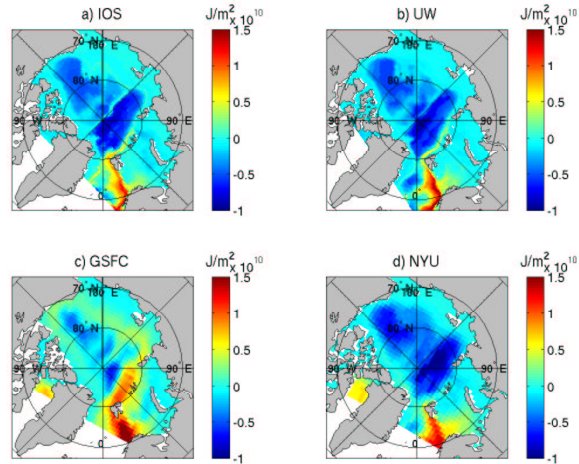 a) IOS
J/m² x 10¹⁰
1.5
1
0.5
0
-0.5
-1
70° N
180° E
80° N
90° W
90° E
0°
b) UW
J/m² x 10¹⁰
1.5
1
0.5
0
-0.5
-1
70° N
180° E
80° N
90° W
90° E
0°
c) GSFC
J/m² x 10¹⁰
1.5
1
0.5
0
-0.5
-1
70° N
180° E
80° N
90° W
90° E
0°
d) NYU
J/m² x 10¹⁰
1.5
1
0.5
0
-0.5
-1
70° N
180° E
80° N
90° W
90° E
0°